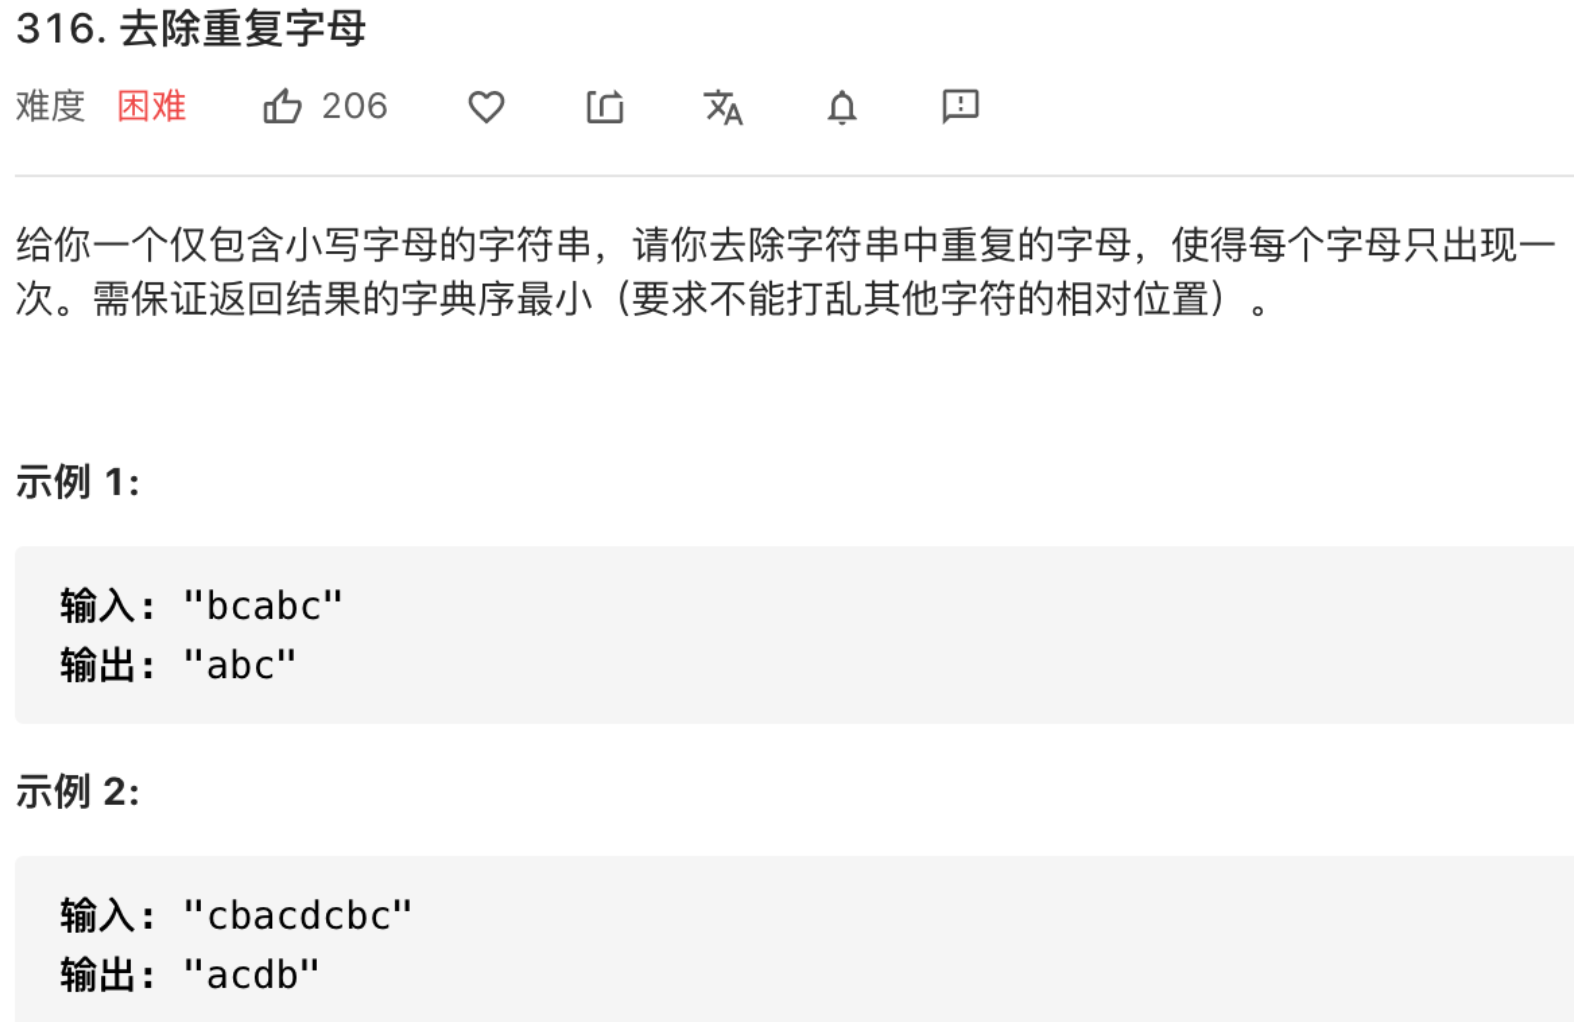 316. 去除重复字母
难度 困难 206
给你一个仅包含小写字母的字符串，请你去除字符串中重复的字母，使得每个字母只出现一
次。需保证返回结果的字典序最小（要求不能打乱其他字符的相对位置）。
示例 1:
输入: "bcabc"
输出: "abc"
示例 2:
输入: "cbacdcbc"
输出: "acdb"